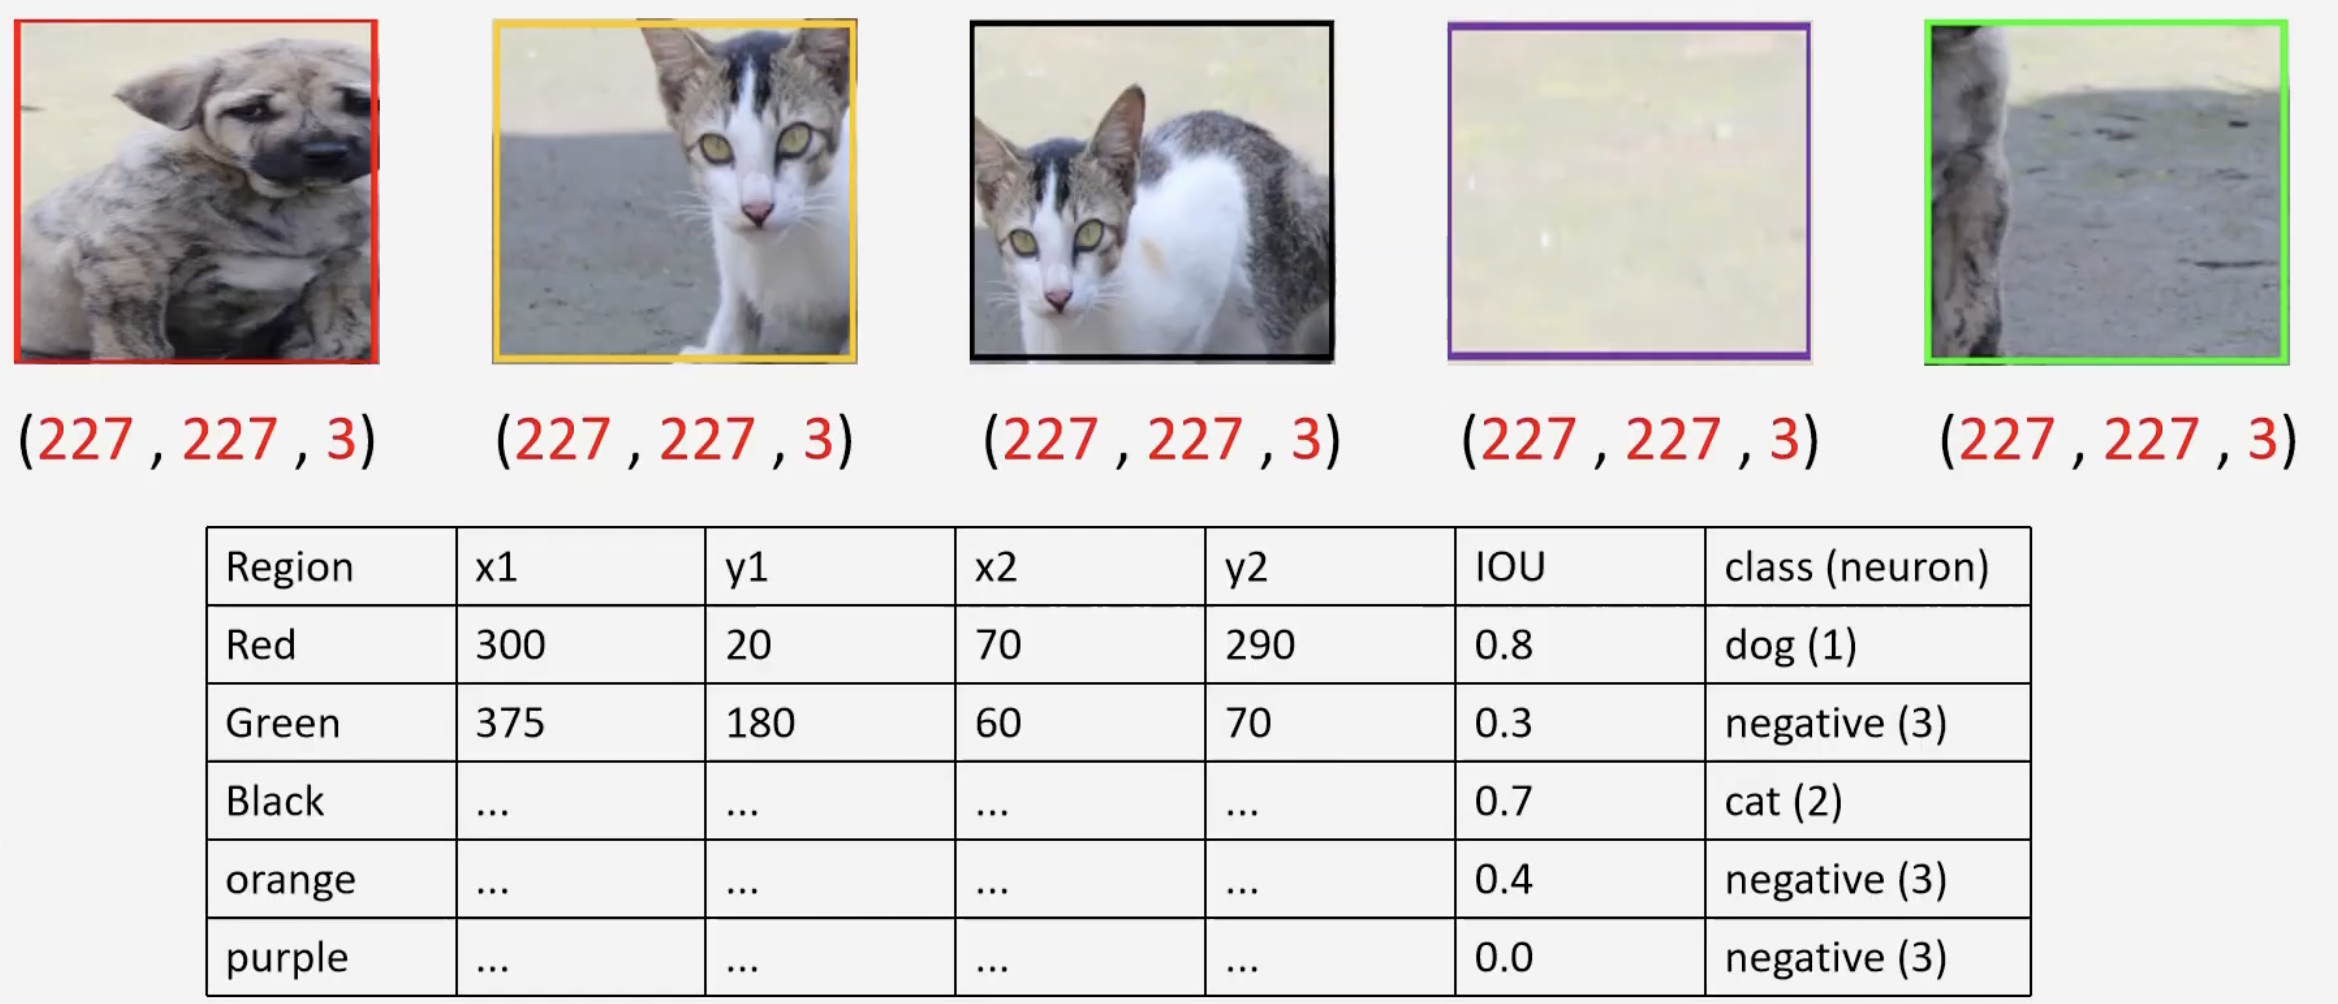 (227 , 227 , 3) (227 , 227 , 3) (227 , 227 , 3) (227 , 227 , 3) (227 , 227 , 3)
Region x1 y1 x2 y2 IOU class (neuron)
Red 300 20 70 290 0.8 dog (1)
Green 375 180 60 70 0.3 negative (3)
Black ... ... ... ... 0.7 cat (2)
orange ... ... ... ... 0.4 negative (3)
purple ... ... ... ... 0.0 negative (3)